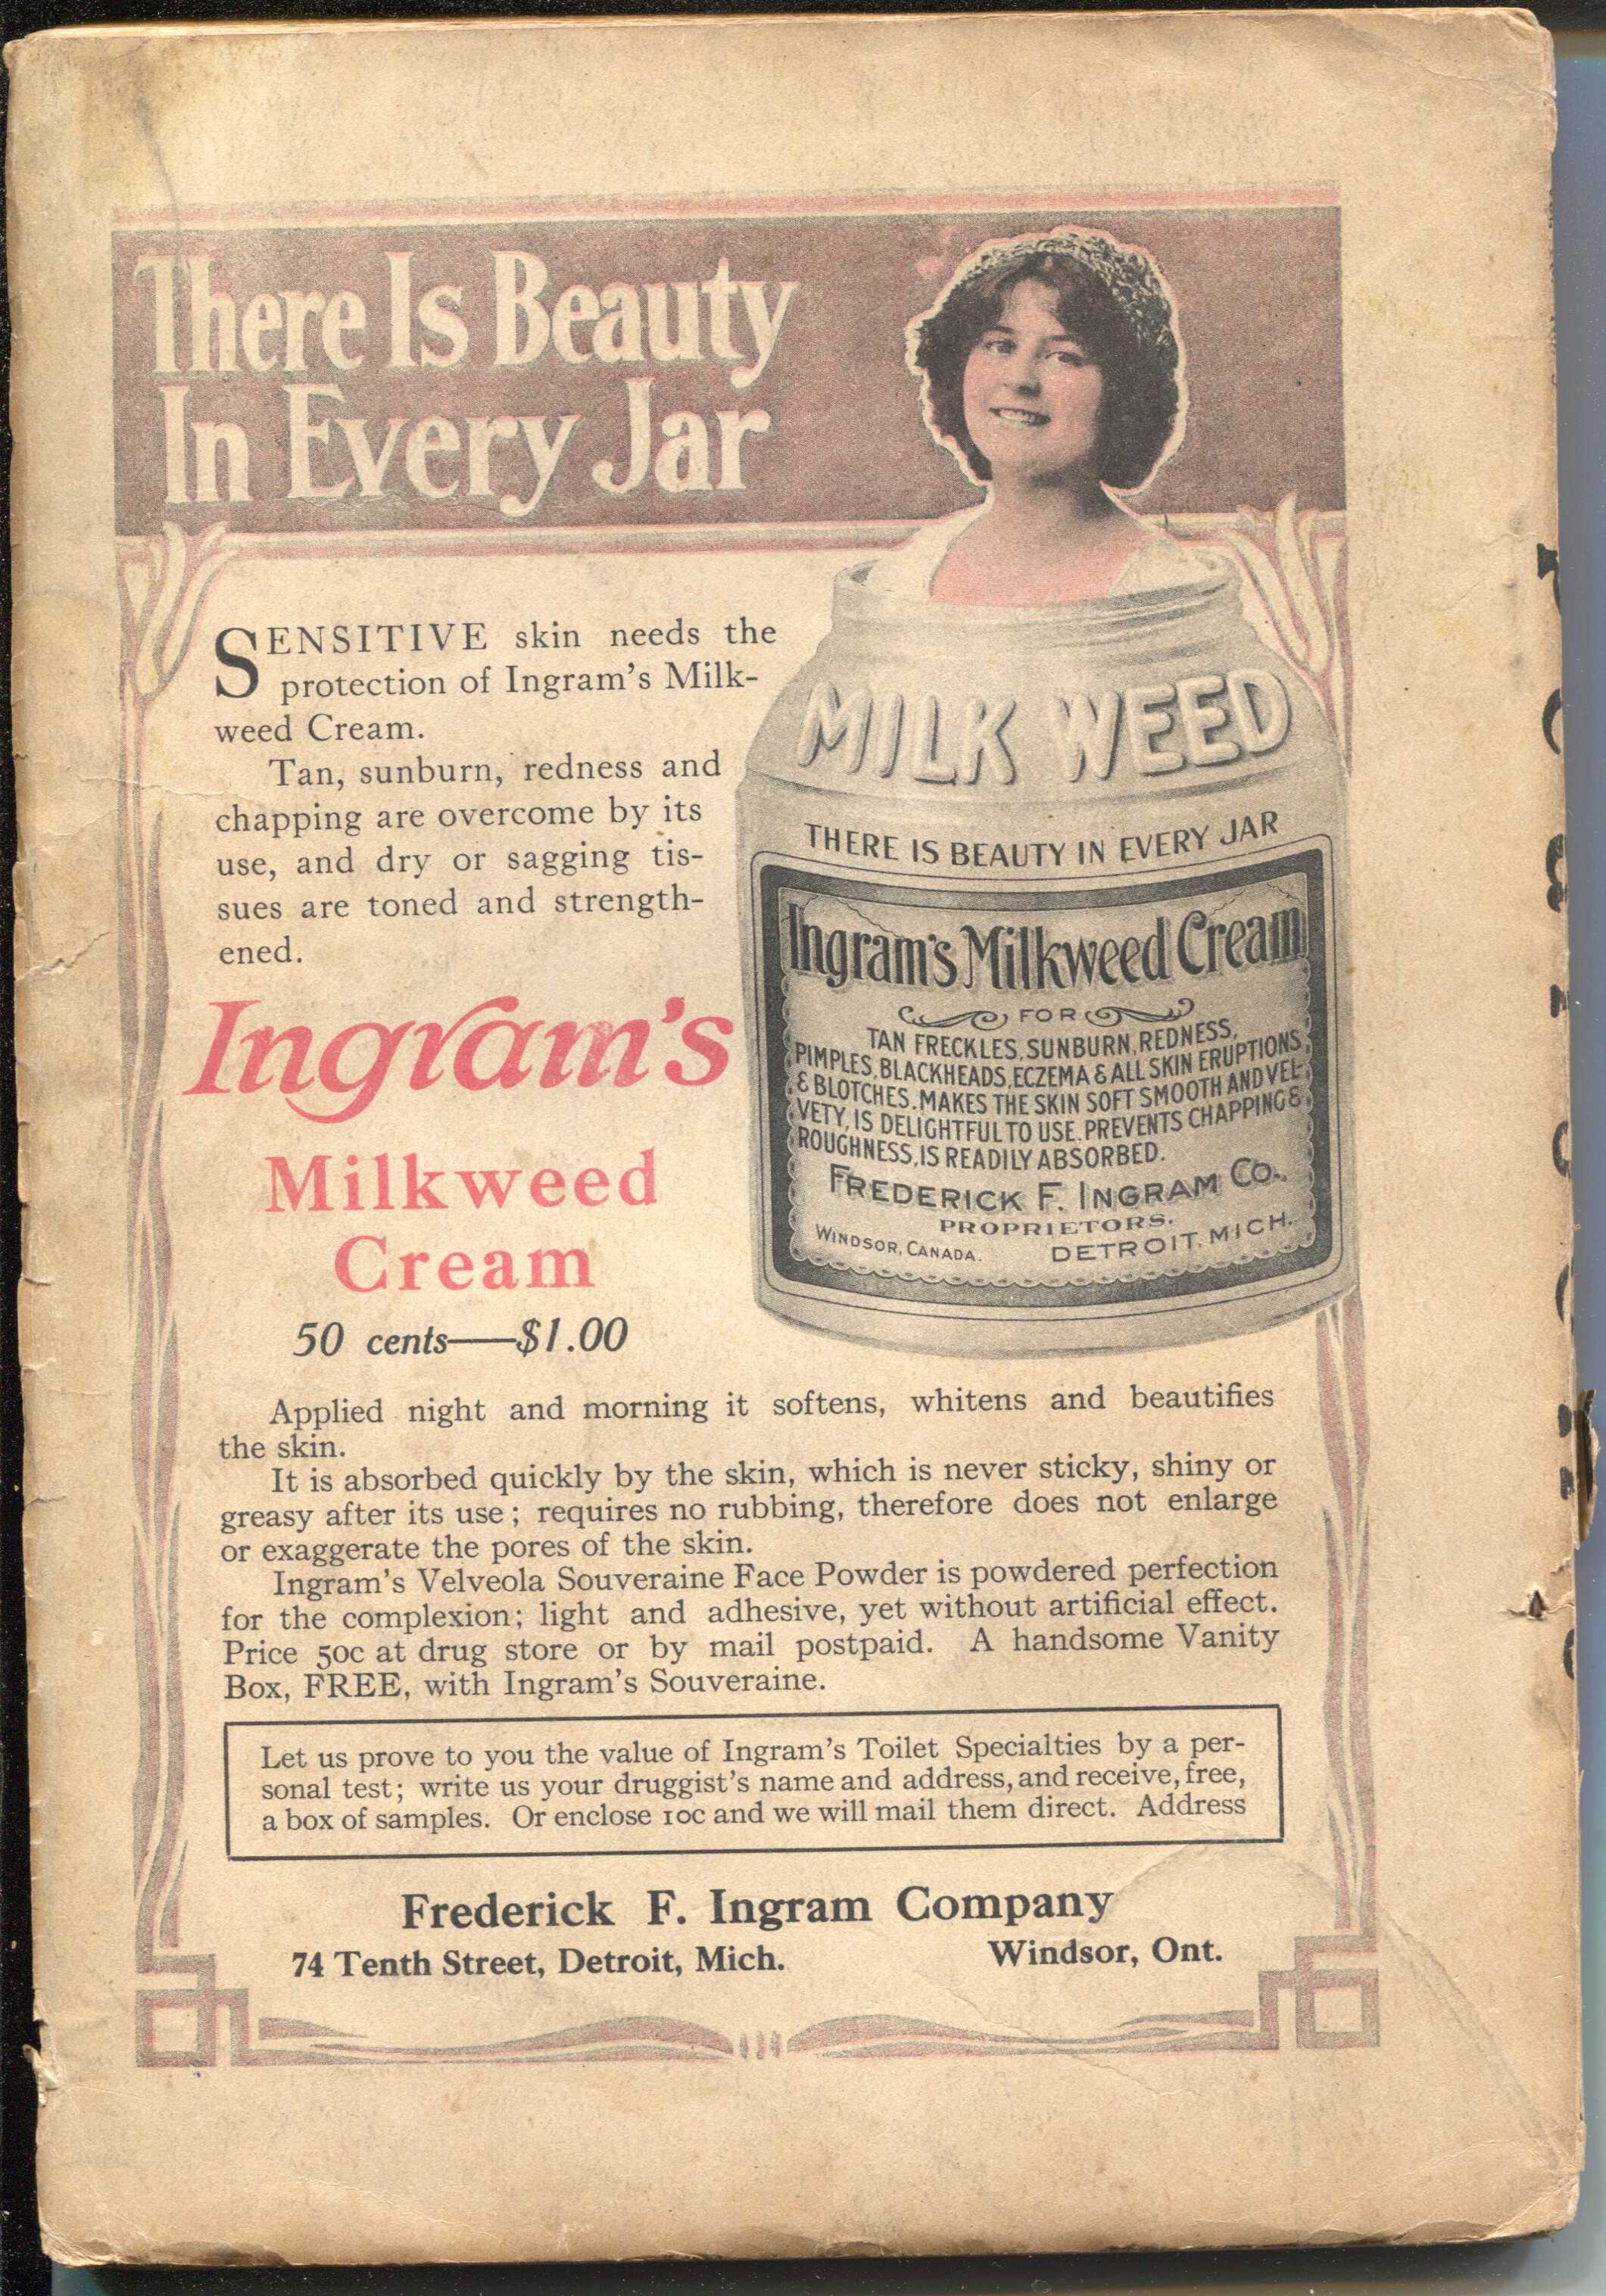 There Is Beauty
In Every Jar
SENSITIVE skin needs the
protection of Ingram's Milk-
weed Cream.
Tan, sunburn, redness and
chapping are overcome by its
use, and dry or sagging tis-
sues are toned and strength-
ened.
Ingram's
Milkweed
Cream
50 cents—$1.00
MILK WEED
THERE IS BEAUTY IN EVERY JAR
Ingram's Milkweed Cream
FOR
TAN FRECKLES, SUNBURN, REDNESS,
PIMPLES, BLACKHEADS, ECZEMA & ALL SKIN ERUPTIONS
& BLOTCHES. MAKES THE SKIN SOFT SMOOTH AND VEL-
VETY, IS DELIGHTFUL TO USE. PREVENTS CHAPPING &
ROUGHNESS, IS READILY ABSORBED.
FREDERICK F. INGRAM CO.,
PROPRIETORS.
WINDSOR, CANADA. DETROIT, MICH.
Applied night and morning it softens, whitens and beautifies
the skin.
It is absorbed quickly by the skin, which is never sticky, shiny or
greasy after its use; requires no rubbing, therefore does not enlarge
or exaggerate the pores of the skin.
Ingram's Velveola Souveraine Face Powder is powdered perfection
for the complexion; light and adhesive, yet without artificial effect.
Price 50c at drug store or by mail postpaid. A handsome Vanity
Box, FREE, with Ingram's Souveraine.
Let us prove to you the value of Ingram's Toilet Specialties by a per-
sonal test; write us your druggist's name and address, and receive, free,
a box of samples. Or enclose 10c and we will mail them direct. Address
Frederick F. Ingram Company
74 Tenth Street, Detroit, Mich. Windsor, Ont.